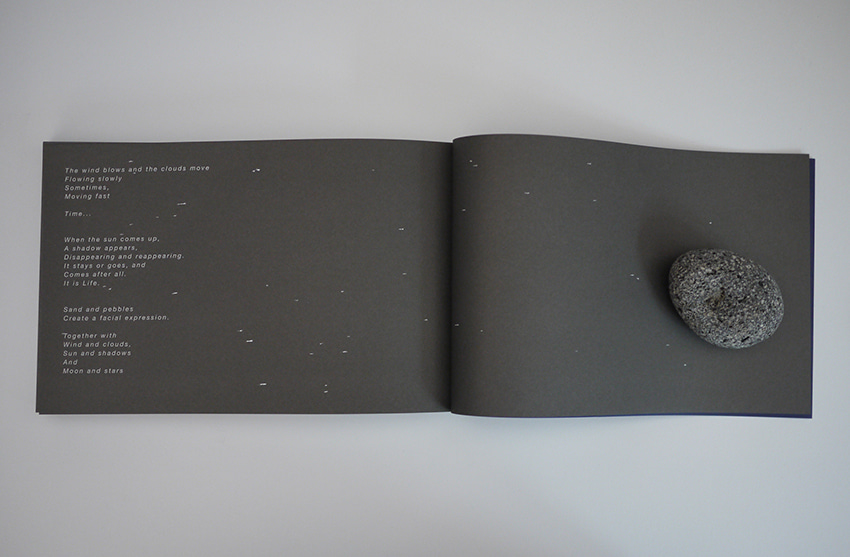 The wind blows and the clouds move
Flowing slowly
Sometimes,
Moving fast
Time...
When the sun comes up,
A shadow appears,
Disappearing and reappearing.
It stays or goes, and
Comes after all.
It is Life.
Sand and pebbles
Create a facial expression.
Together with
Wind and clouds,
Sun and shadows
And
Moon and stars